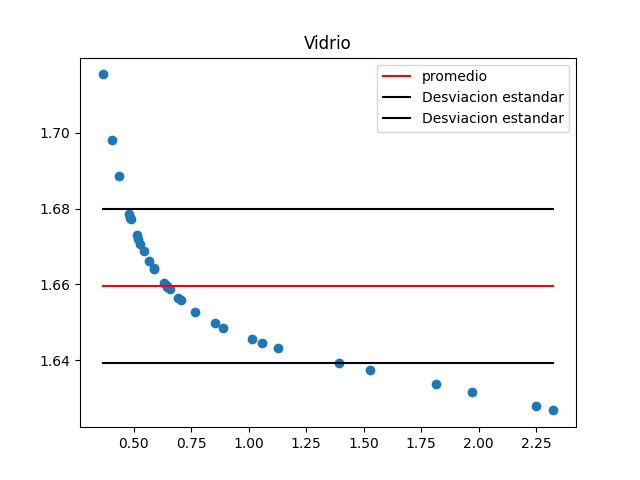 Vidrio
promedio
Desviacion estandar
Desviacion estandar
1.70
1.68
1.66
1.64
0.50 0.75 1.00 1.25 1.50 1.75 2.00 2.25